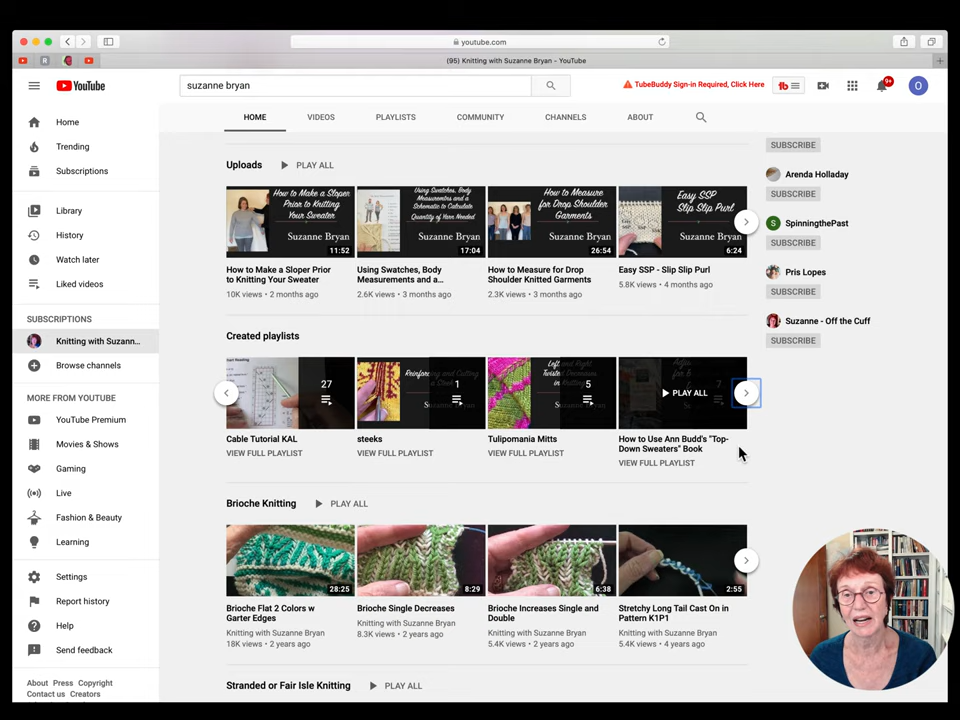 youtube.com
(95) Knitting with Suzanne Bryan - YouTube
YouTube
suzanne bryan
TubeBuddy Sign-in Required, Click Here
tb
9+
O
HOME VIDEOS PLAYLISTS COMMUNITY CHANNELS ABOUT
Home
Trending
Subscriptions
Library
History
Watch later
Liked videos
SUBSCRIPTIONS
Knitting with Suzann...
Browse channels
MORE FROM YOUTUBE
YouTube Premium
Movies & Shows
Gaming
Live
Fashion & Beauty
Learning
Settings
Report history
Help
Send feedback
About Press Copyright
Contact us Creators
Uploads PLAY ALL
How to Make a Sloper
Prior to Knitting
Your Sweater
Suzanne Bryan
11:52
How to Make a Sloper Prior
to Knitting Your Sweater
10K views • 2 months ago
Using Swatches, Body
Measurements and a
Schematic to Calculate
Quantity of Yarn Needed
Suzanne Bryan
17:04
Using Swatches, Body
Measurements and a...
2.6K views • 3 months ago
How to Measure
for Drop Shoulder
Garments
Suzanne Bryan
26:54
How to Measure for Drop
Shoulder Knitted Garments
2.3K views • 3 months ago
Easy SSP
Slip Slip Purl
Suzanne Bryan
6:24
Easy SSP - Slip Slip Purl
5.8K views • 4 months ago
Created playlists
27
Cable Tutorial KAL
VIEW FULL PLAYLIST
1
steeks
VIEW FULL PLAYLIST
5
Tulipomania Mitts
VIEW FULL PLAYLIST
7
PLAY ALL
How to Use Ann Budd's "Top-
Down Sweaters" Book
VIEW FULL PLAYLIST
Brioche Knitting PLAY ALL
28:25
Brioche Flat 2 Colors w
Garter Edges
Knitting with Suzanne Bryan
18K views • 2 years ago
8:29
Brioche Single Decreases
Knitting with Suzanne Bryan
8.3K views • 2 years ago
6:38
Brioche Increases Single and
Double
Knitting with Suzanne Bryan
5.4K views • 2 years ago
2:55
Stretchy Long Tail Cast On in
Pattern K1P1
Knitting with Suzanne Bryan
5.6K views • 4 years ago
Stranded or Fair Isle Knitting PLAY ALL
SUBSCRIBE
Arenda Holladay
SUBSCRIBE
S
SpinningthePast
SUBSCRIBE
Pris Lopes
SUBSCRIBE
Suzanne - Off the Cuff
SUBSCRIBE